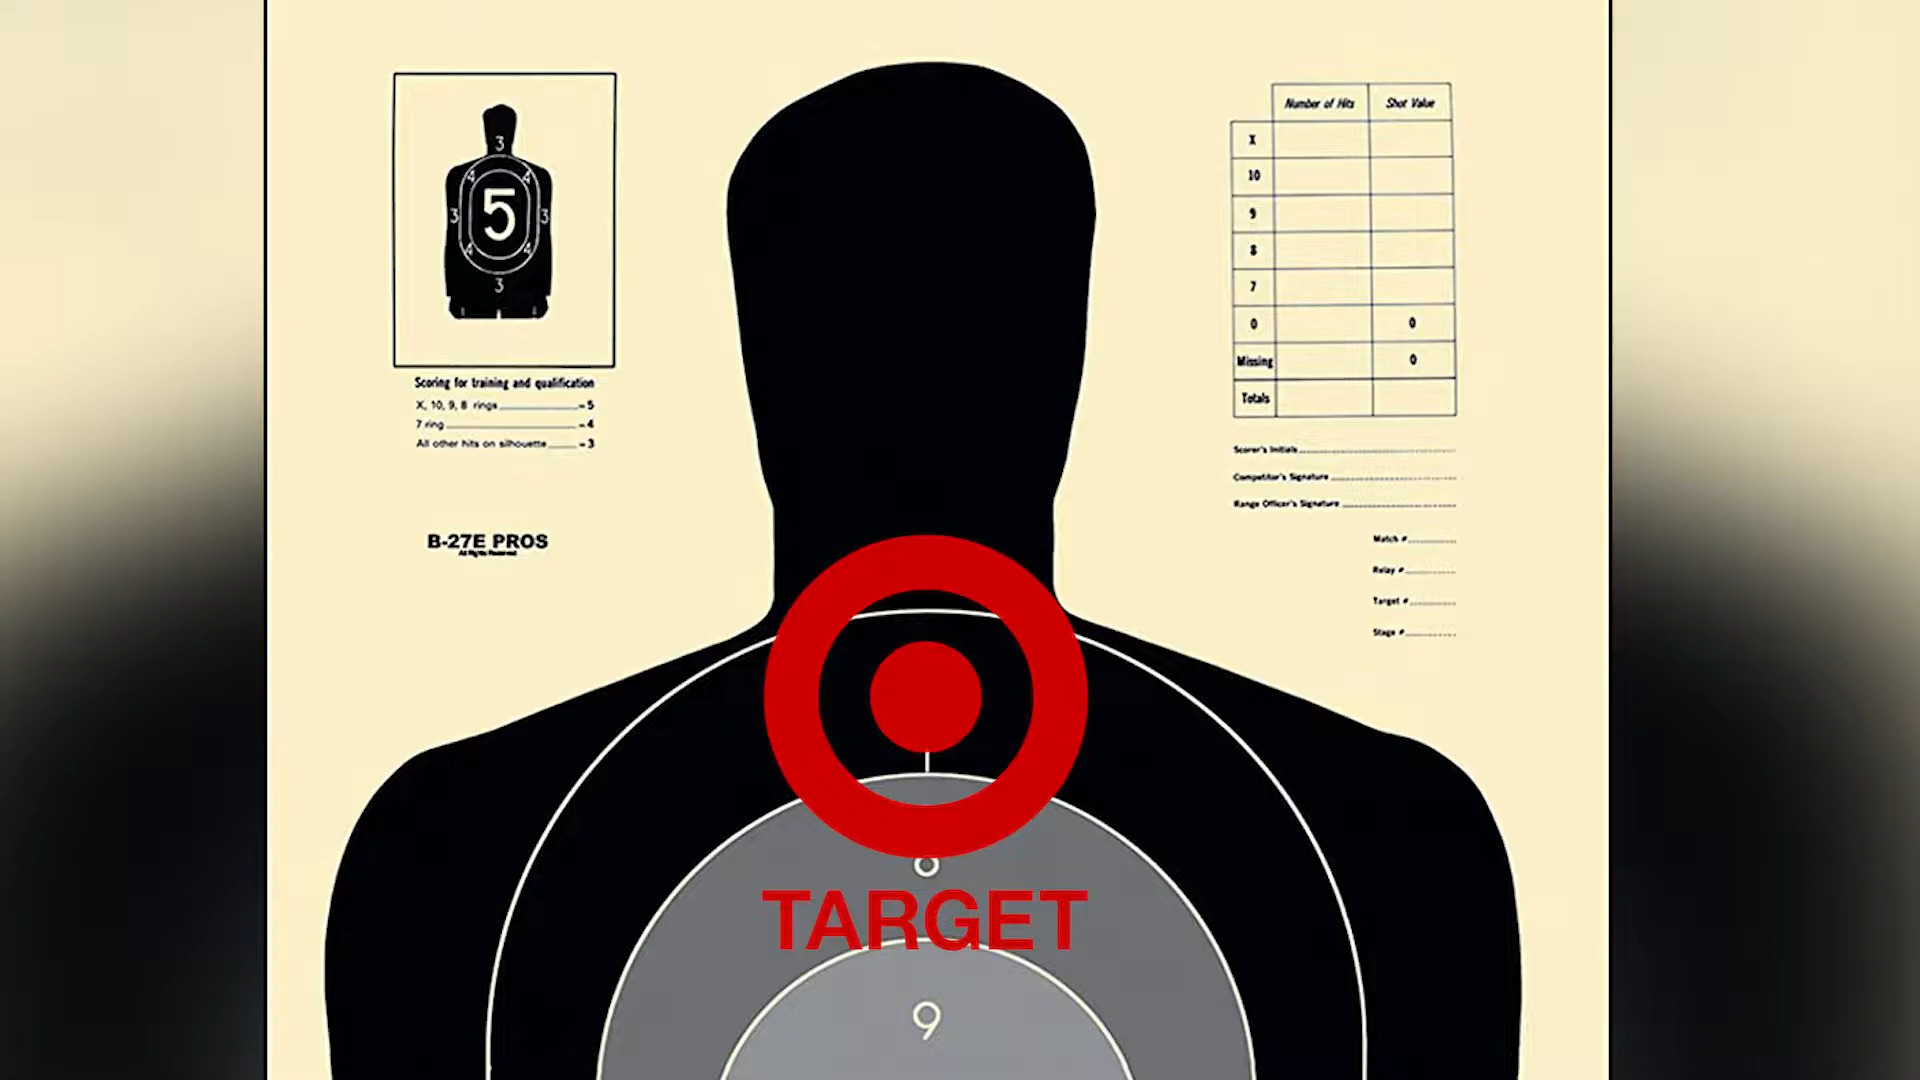 3
4 4
3 5 3
4 4
3
Scoring for training and qualification
X, 10, 9, 8 rings -5
7 ring -4
All other hits on silhouette -3
B-27E PROS
All Rights Reserved
Number of Hits Shot Value
X
10
9
8
7
0 0
Missing 0
Totals
Scorer's Initials
Competitor's Signature
Range Officer's Signature
Match #
Relay #
Target #
Stage #
TARGET
9